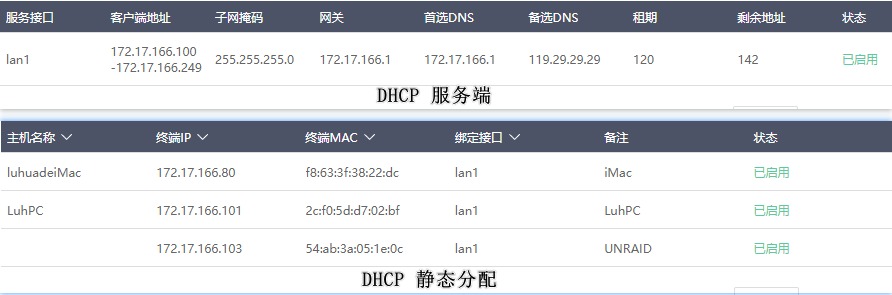 服务接口 客户端地址 子网掩码 网关 首选DNS 备选DNS 租期 剩余地址 状态
lan1 172.17.166.100 -172.17.166.249 255.255.255.0 172.17.166.1 172.17.166.1 119.29.29.29 120 142 已启用
DHCP 服务端
主机名称 终端IP 终端MAC 绑定接口 备注 状态
luhuadeiMac 172.17.166.80 f8:63:3f:38:22:dc lan1 iMac 已启用
LuhPC 172.17.166.101 2c:f0:5d:d7:02:bf lan1 LuhPC 已启用
172.17.166.103 54:ab:3a:05:1e:0c lan1 UNRAID 已启用
DHCP 静态分配